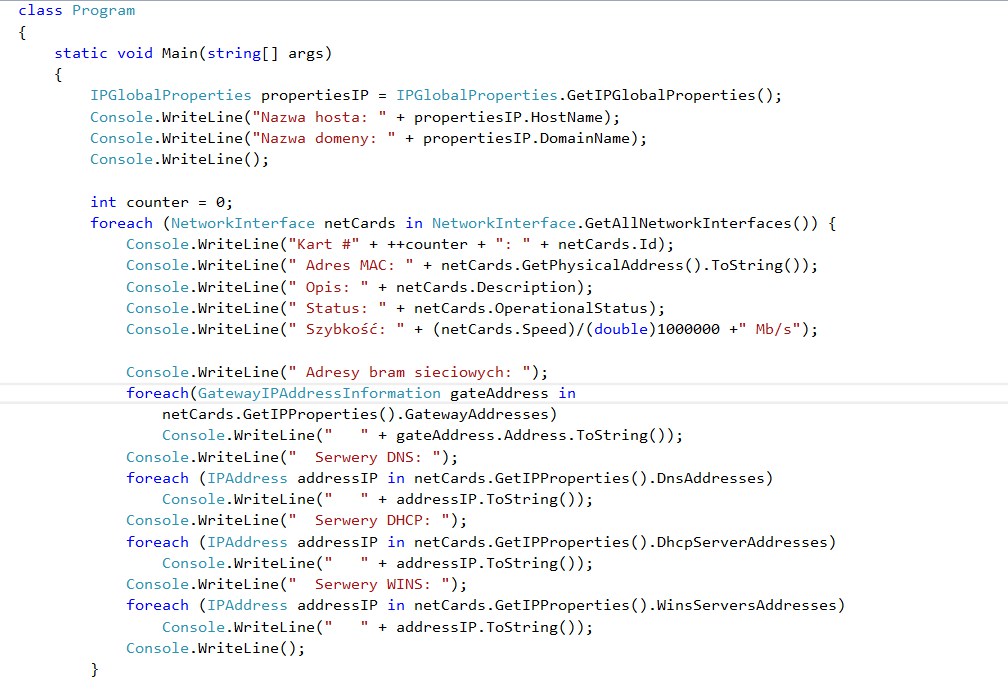 class Program
{
    static void Main(string[] args)
    {
        IPGlobalProperties propertiesIP = IPGlobalProperties.GetIPGlobalProperties();
        Console.WriteLine("Nazwa hosta: " + propertiesIP.HostName);
        Console.WriteLine("Nazwa domeny: " + propertiesIP.DomainName);
        Console.WriteLine();

        int counter = 0;
        foreach (NetworkInterface netCards in NetworkInterface.GetAllNetworkInterfaces()) {
            Console.WriteLine("Kart #" + ++counter + ": " + netCards.Id);
            Console.WriteLine(" Adres MAC: " + netCards.GetPhysicalAddress().ToString());
            Console.WriteLine(" Opis: " + netCards.Description);
            Console.WriteLine(" Status: " + netCards.OperationalStatus);
            Console.WriteLine(" Szybkość: " + (netCards.Speed)/(double)1000000 +" Mb/s");

            Console.WriteLine(" Adresy bram sieciowych: ");
            foreach(GatewayIPAddressInformation gateAddress in
                netCards.GetIPProperties().GatewayAddresses)
                Console.WriteLine("   " + gateAddress.Address.ToString());
            Console.WriteLine("  Serwery DNS: ");
            foreach (IPAddress addressIP in netCards.GetIPProperties().DnsAddresses)
                Console.WriteLine("   " + addressIP.ToString());
            Console.WriteLine("  Serwery DHCP: ");
            foreach (IPAddress addressIP in netCards.GetIPProperties().DhcpServerAddresses)
                Console.WriteLine("   " + addressIP.ToString());
            Console.WriteLine("  Serwery WINS: ");
            foreach (IPAddress addressIP in netCards.GetIPProperties().WinsServersAddresses)
                Console.WriteLine("   " + addressIP.ToString());
            Console.WriteLine();
        }